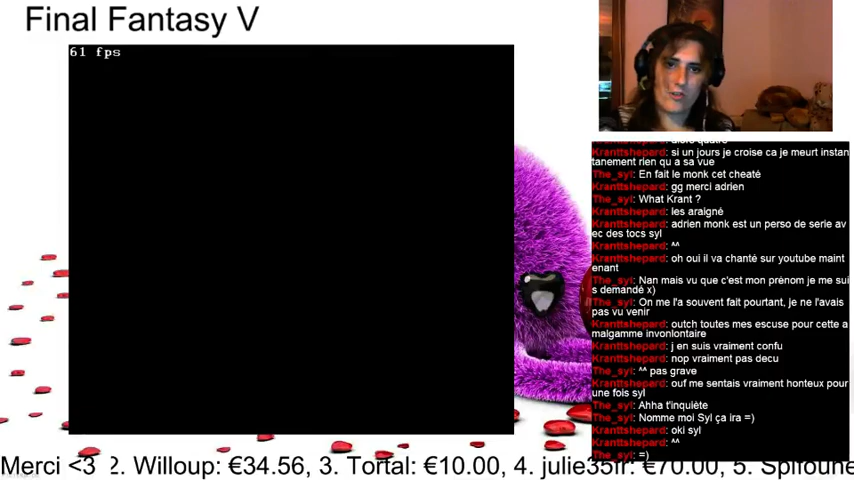 Final Fantasy V
61 fps
Kranttshepard: si un jours je croise ca je meurt instan
tanement rien qu a sa vue
The_syl: En fait le monk cet cheaté
Kranttshepard: gg merci adrien
The_syl: What Krant ?
Kranttshepard: les araigné
Kranttshepard: adrien monk est un perso de serie av
ec des tocs syl
Kranttshepard: ^^
Kranttshepard: oh oui il va chanté sur youtube maint
enant
The_syl: Nan mais vu que c'est mon prénom je me sui
s demandé x)
The_syl: On me l'a souvent fait pourtant, je ne l'avais
pas vu venir
Kranttshepard: outch toutes mes escuse pour cette a
malgamme invonlontaire
Kranttshepard: j en suis vraiment confu
Kranttshepard: nop vraiment pas decu
The_syl: ^^ pas grave
Kranttshepard: ouf me sentais vraiment honteux pour
une fois syl
The_syl: Ahha t'inquiète
The_syl: Nomme moi Syl ça ira =)
Kranttshepard: oki syl
Kranttshepard: ^^
The_syl: =)
Merci <3 2. Willoup: €34.56, 3. Tortal: €10.00, 4. julie35fr: €70.00, 5. Spiroune